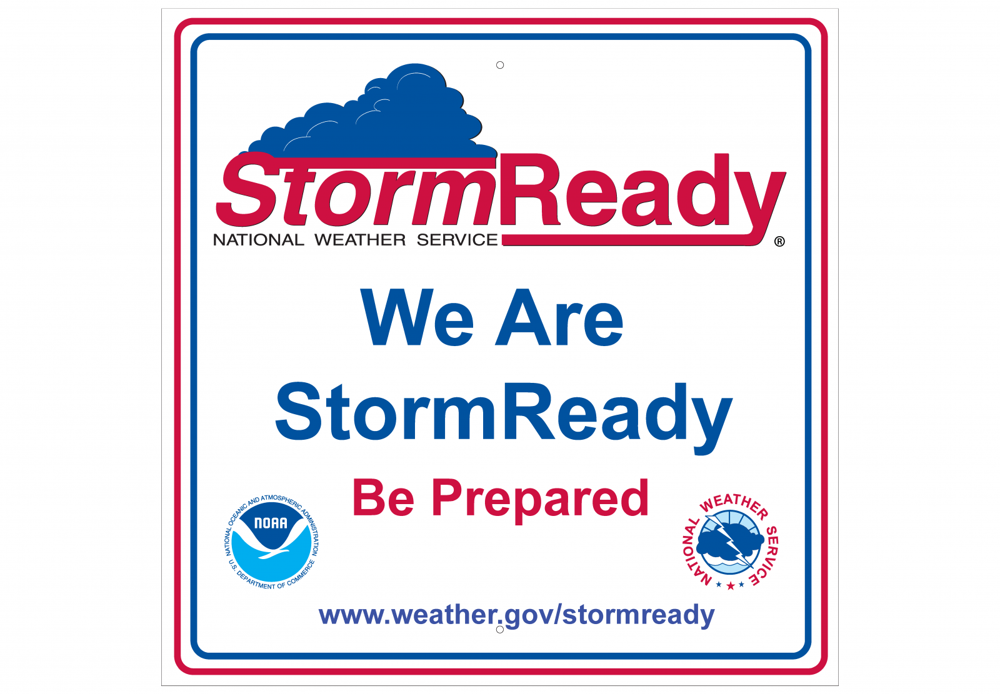 StormReady
NATIONAL WEATHER SERVICE ®
We Are
StormReady
Be Prepared
NATIONAL OCEANIC AND ATMOSPHERIC ADMINISTRATION
U.S. DEPARTMENT OF COMMERCE
NOAA
NATIONAL WEATHER SERVICE
www.weather.gov/stormready